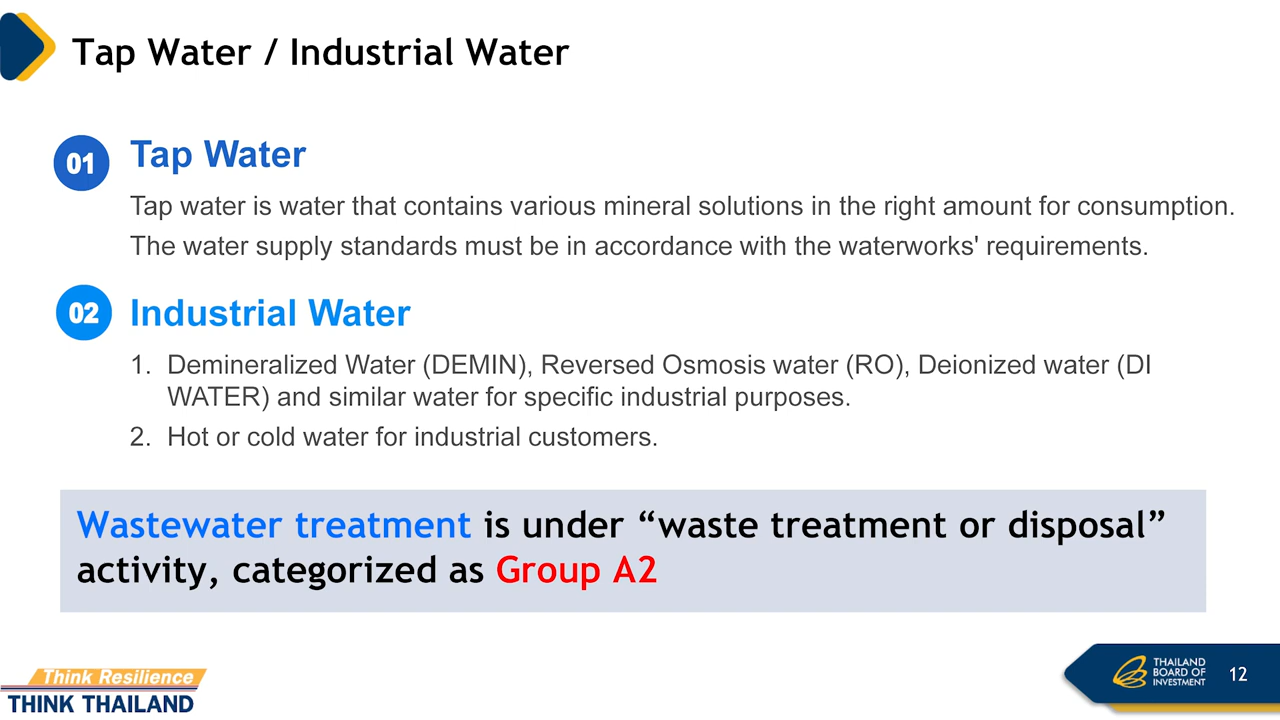 Tap Water / Industrial Water
01
Tap Water
Tap water is water that contains various mineral solutions in the right amount for consumption.
The water supply standards must be in accordance with the waterworks' requirements.
02
Industrial Water
1. Demineralized Water (DEMIN), Reversed Osmosis water (RO), Deionized water (DI
WATER) and similar water for specific industrial purposes.
2. Hot or cold water for industrial customers.
Wastewater treatment is under “waste treatment or disposal”
activity, categorized as Group A2
Think Resilience
THINK THAILAND
THAILAND
BOARD OF
INVESTMENT
12